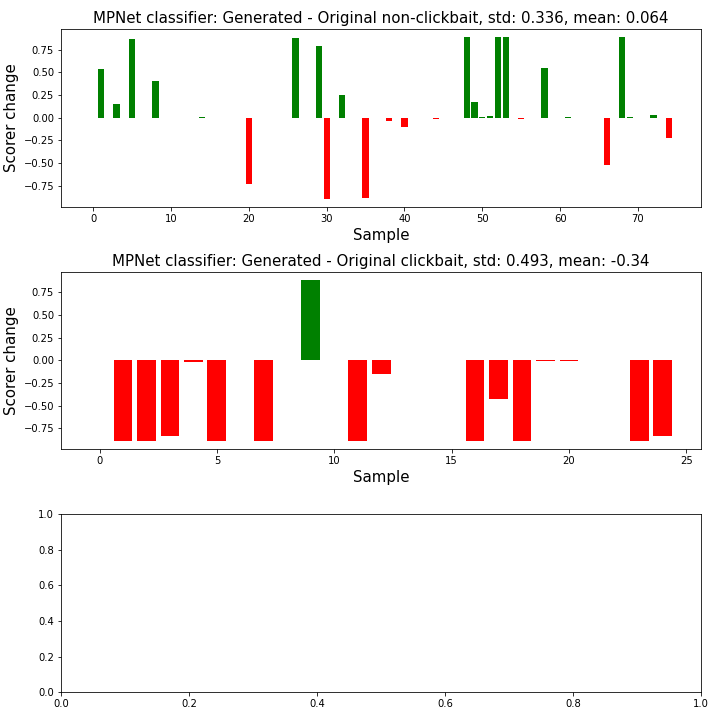 MPNet classifier: Generated - Original non-clickbait, std: 0.336, mean: 0.064
Scorer change
0.75
0.50
0.25
0.00
−0.25
−0.50
−0.75
0 10 20 30 40 50 60 70
Sample
MPNet classifier: Generated - Original clickbait, std: 0.493, mean: -0.34
Scorer change
0.75
0.50
0.25
0.00
−0.25
−0.50
−0.75
0 5 10 15 20 25
Sample
1.0
0.8
0.6
0.4
0.2
0.0
0.0 0.2 0.4 0.6 0.8 1.0